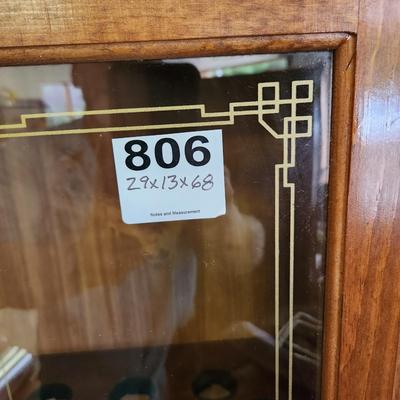 806
29x13x68
Notes and Measurement